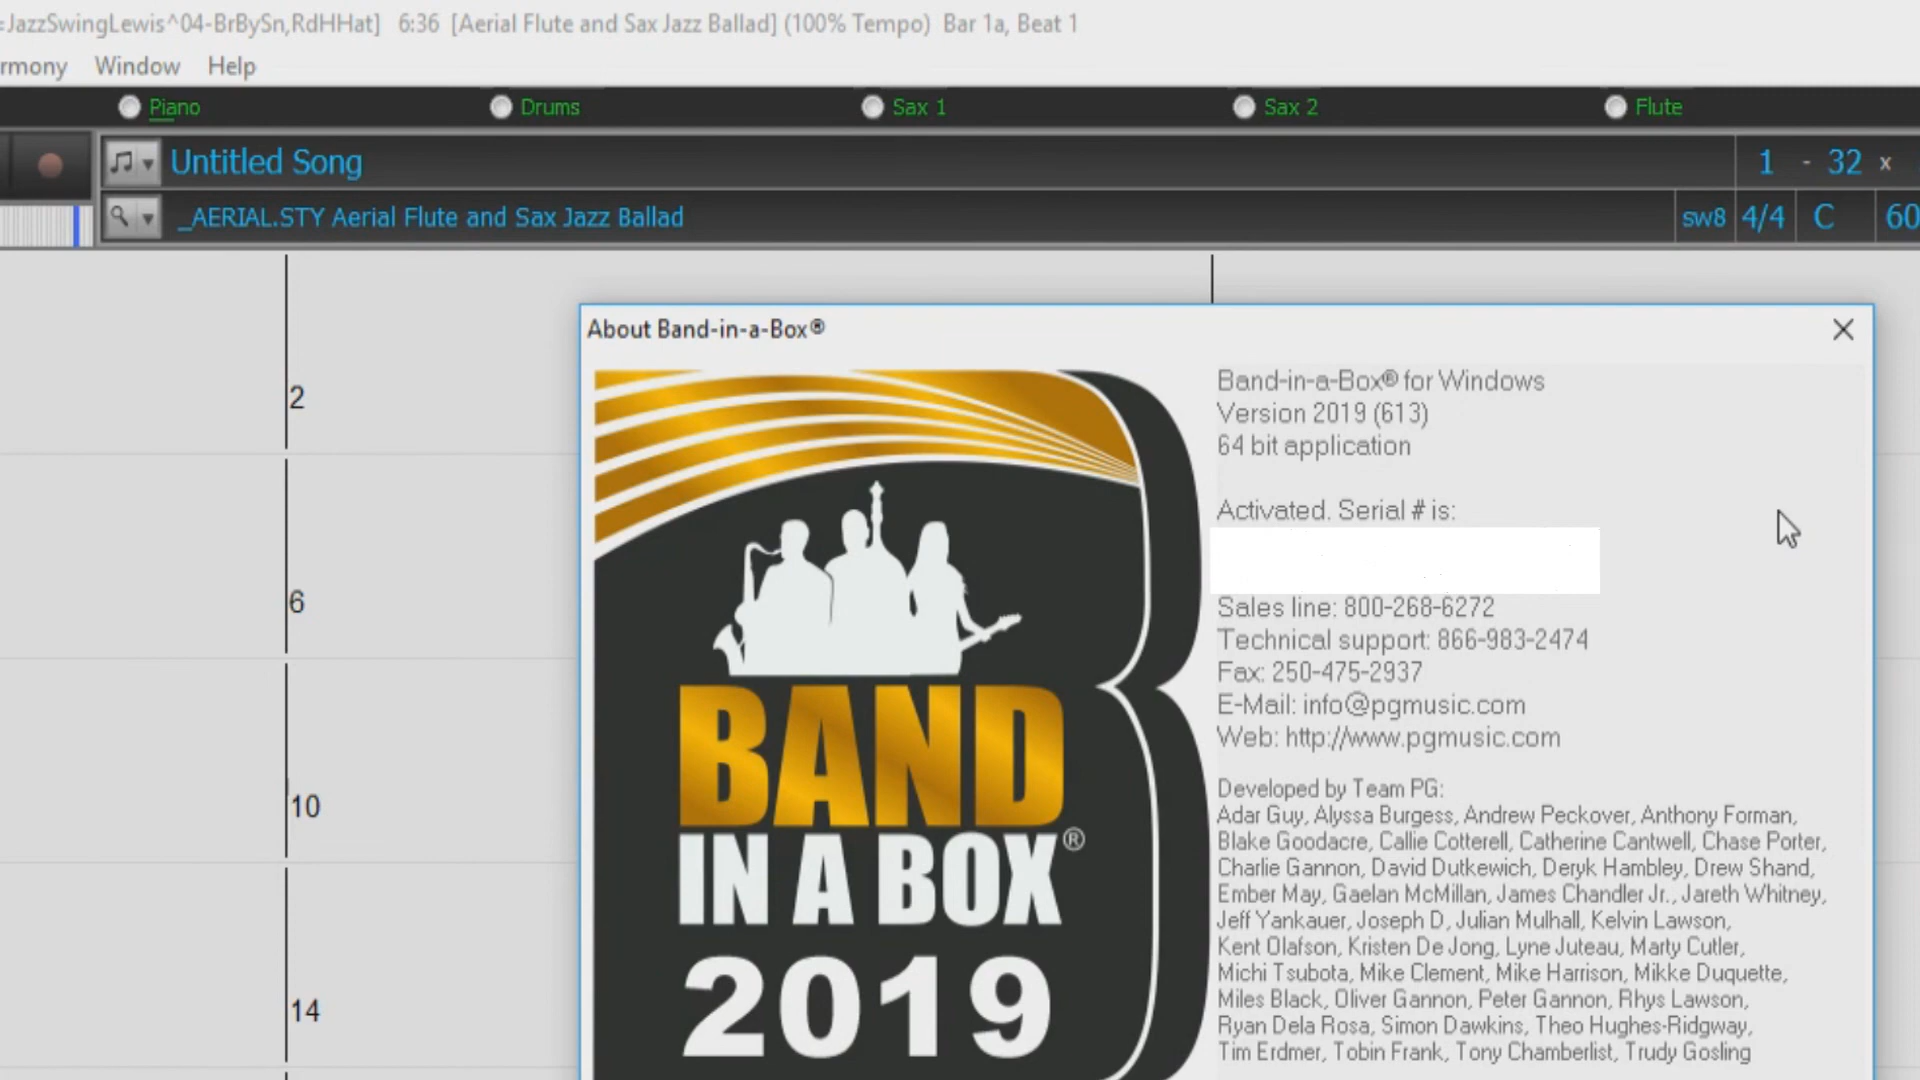 =JazzSwingLewis^04-BrBySn,RdHHat] 6:36 [Aerial Flute and Sax Jazz Ballad] (100% Tempo) Bar 1a, Beat 1
rmony Window Help
Piano Drums Sax 1 Sax 2 Flute
Untitled Song 1 - 32 x
_AERIAL.STY Aerial Flute and Sax Jazz Ballad sw8 4/4 C 60
2
6
10
14
About Band-in-a-Box®
BAND
IN A BOX®
2019
Band-in-a-Box® for Windows
Version 2019 (613)
64 bit application
Activated. Serial # is:
Sales line: 800-268-6272
Technical support: 866-983-2474
Fax: 250-475-2937
E-Mail: info@pgmusic.com
Web: http://www.pgmusic.com
Developed by Team PG:
Adar Guy, Alyssa Burgess, Andrew Peckover, Anthony Forman,
Blake Goodacre, Callie Cotterell, Catherine Cantwell, Chase Porter,
Charlie Gannon, David Dutkewich, Deryk Hambley, Drew Shand,
Ember May, Gaelan McMillan, James Chandler Jr., Jareth Whitney,
Jeff Yankauer, Joseph D, Julian Mulhall, Kelvin Lawson,
Kent Olafson, Kristen De Jong, Lyne Juteau, Marty Cutler,
Michi Tsubota, Mike Clement, Mike Harrison, Mikke Duquette,
Miles Black, Oliver Gannon, Peter Gannon, Rhys Lawson,
Ryan Dela Rosa, Simon Dawkins, Theo Hughes-Ridgway,
Tim Erdmer, Tobin Frank, Tony Chamberlist, Trudy Gosling